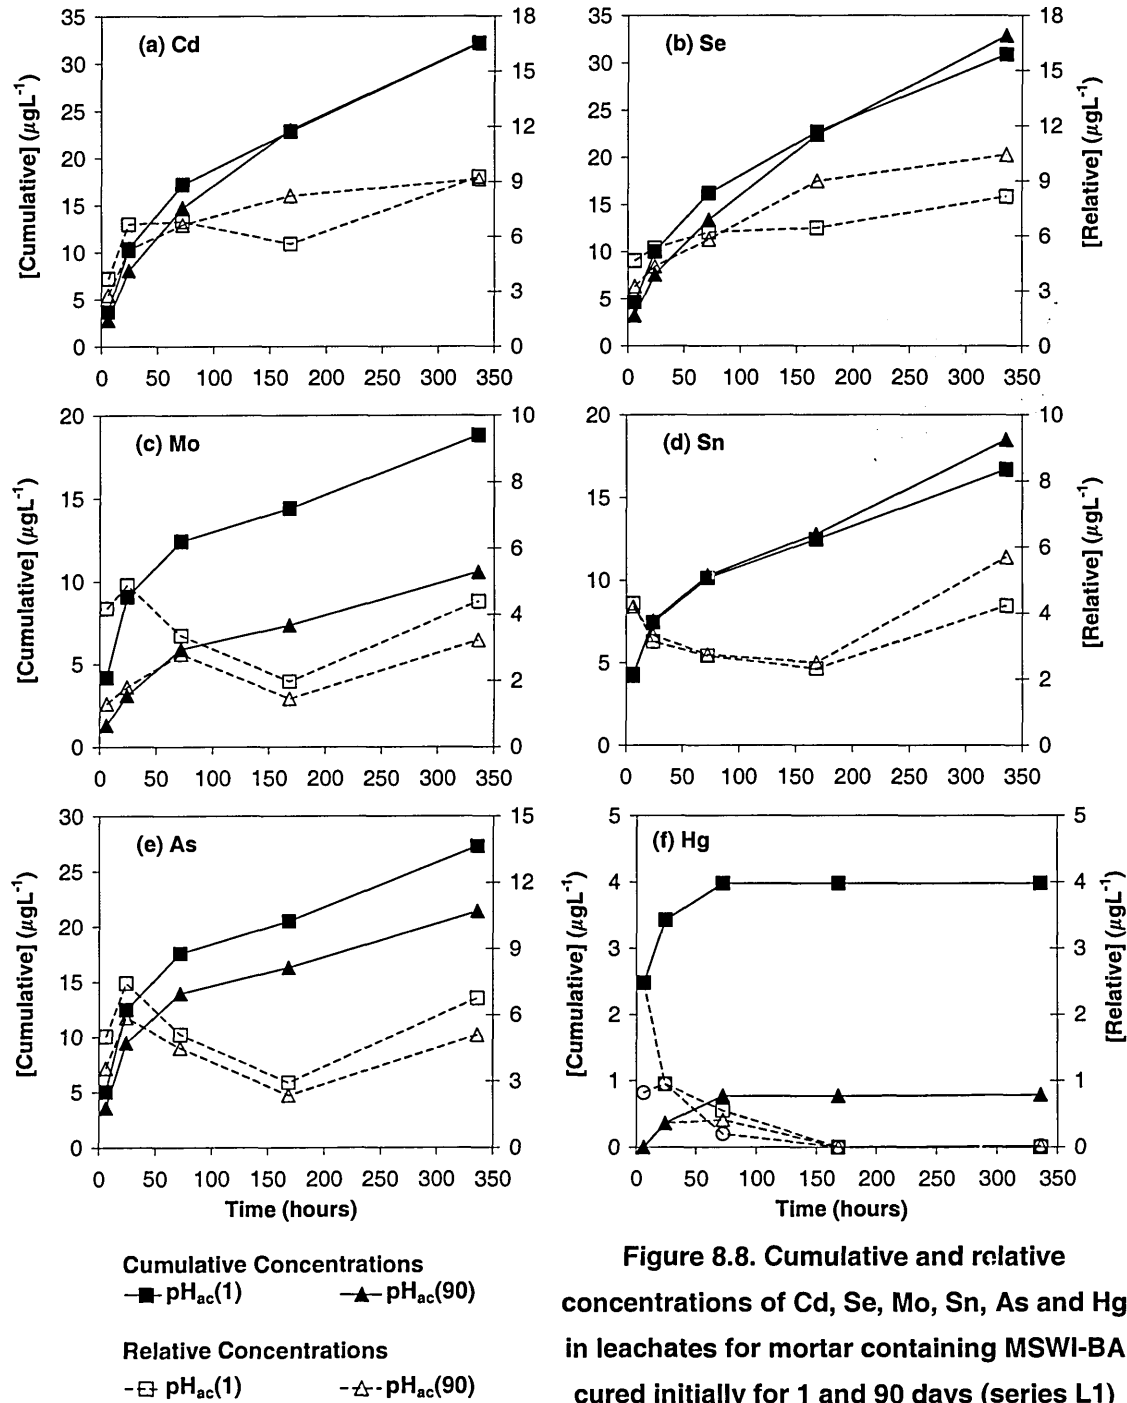 (a) Cd
[Cumulative] (μgL⁻¹)
35
30
25
20
15
10
5
0
18
15
12
9
6
3
0
0 50 100 150 200 250 300 350
(b) Se
35
30
25
20
15
10
5
0
18
15
12
9
6
3
0
[Relative] (μgL⁻¹)
0 50 100 150 200 250 300 350
(c) Mo
[Cumulative] (μgL⁻¹)
20
15
10
5
0
10
8
6
4
2
0
0 50 100 150 200 250 300 350
(d) Sn
20
15
10
5
0
10
8
6
4
2
0
[Relative] (μgL⁻¹)
0 50 100 150 200 250 300 350
(e) As
[Cumulative] (μgL⁻¹)
30
25
20
15
10
5
0
15
12
9
6
3
0
0 50 100 150 200 250 300 350
Time (hours)
(f) Hg
[Cumulative] (μgL⁻¹)
5
4
3
2
1
0
5
4
3
2
1
0
[Relative] (μgL⁻¹)
0 50 100 150 200 250 300 350
Time (hours)
Cumulative Concentrations
pHac(1) pHac(90)
Relative Concentrations
pHac(1) pHac(90)
Figure 8.8. Cumulative and relative
concentrations of Cd, Se, Mo, Sn, As and Hg
in leachates for mortar containing MSWI-BA
cured initially for 1 and 90 days (series L1)